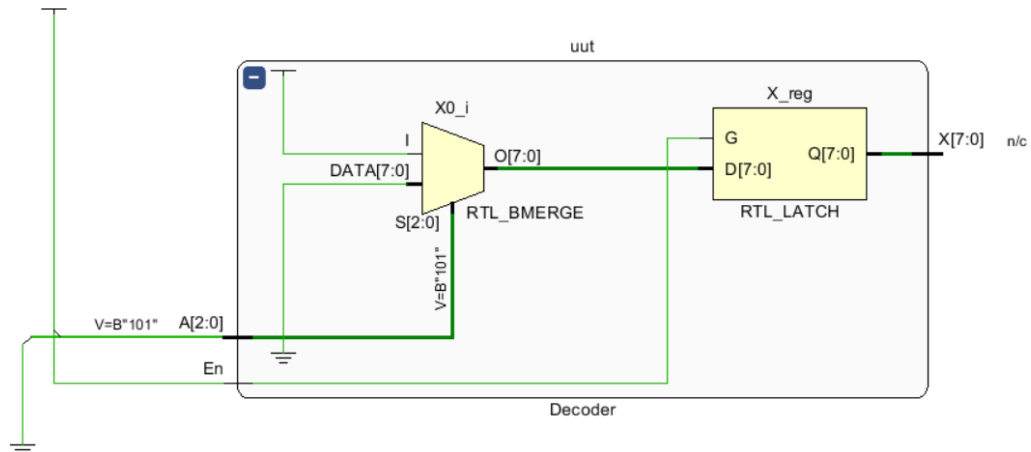 uut
X0_i
I
DATA[7:0]
S[2:0]
O[7:0]
RTL_BMERGE
V=B"101"
X_reg
G
D[7:0]
Q[7:0]
RTL_LATCH
X[7:0]
n/c
V=B"101"
A[2:0]
En
Decoder